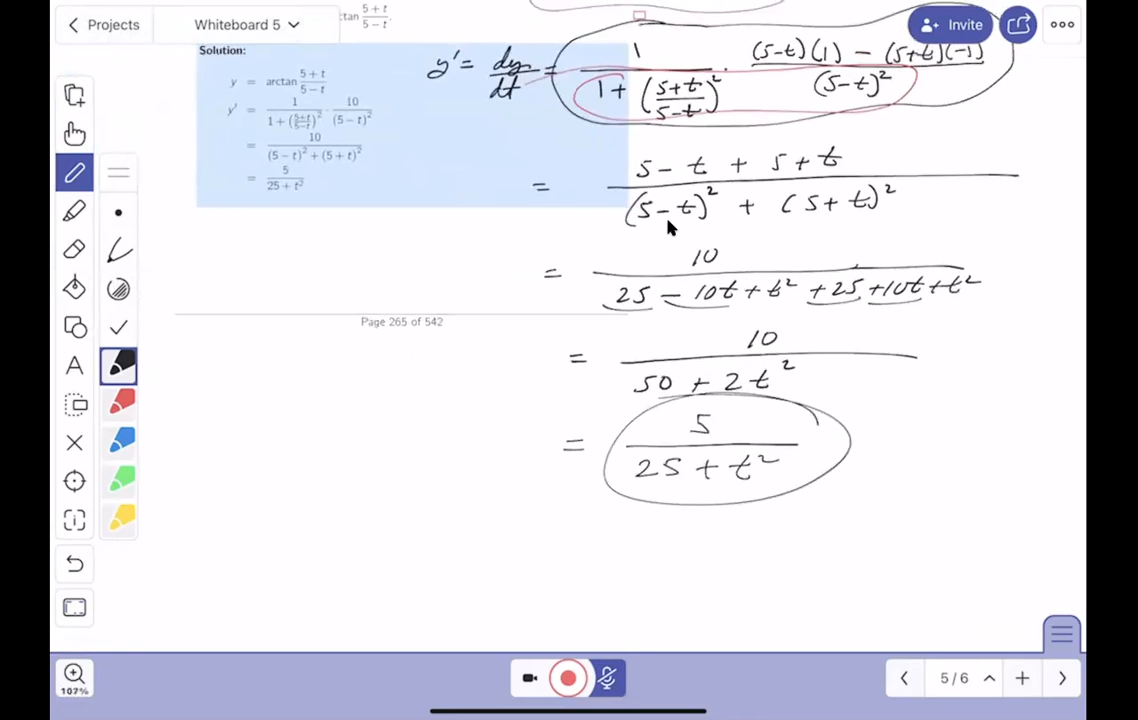 Projects
Whiteboard 5
arctan 5+t/5−t.
Invite
Solution:
y = arctan 5+t/5−t
y′ = 1/(1+(5+t/5−t)²) · 10/(5−t)²
= 10/((5−t)² + (5+t)²)
= 5/(25+t²)
Page 265 of 542
y′ = dy/dt = 1/(1+(5+t/5−t)²) · ((5−t)(1) − (5+t)(−1))/(5−t)²
= (5−t + 5+t)/((5−t)² + (5+t)²)
= 10/(25 − 10t + t² + 25 + 10t + t²)
= 10/(50 + 2t²)
= 5/(25 + t²)
A
107%
5/6